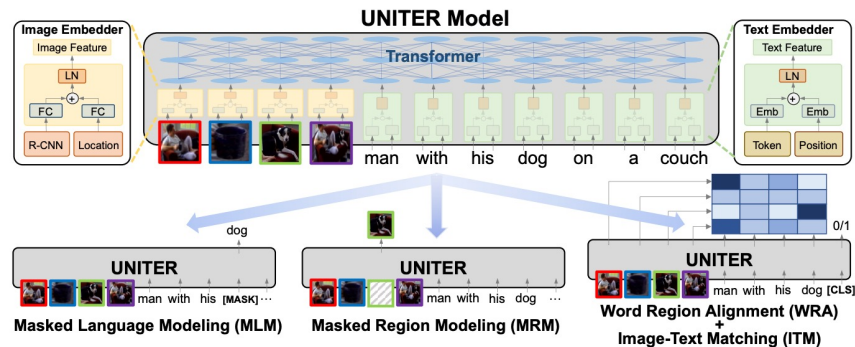 UNITER Model
Image Embedder
Image Feature
LN
+
FC
FC
R-CNN
Location
Transformer
man with his dog on a couch
Text Embedder
Text Feature
LN
+
Emb
Emb
Token
Position
dog
UNITER
man with his [MASK] ...
Masked Language Modeling (MLM)
UNITER
man with his dog ...
Masked Region Modeling (MRM)
0/1
UNITER
man with his dog [CLS]
Word Region Alignment (WRA)
+
Image-Text Matching (ITM)